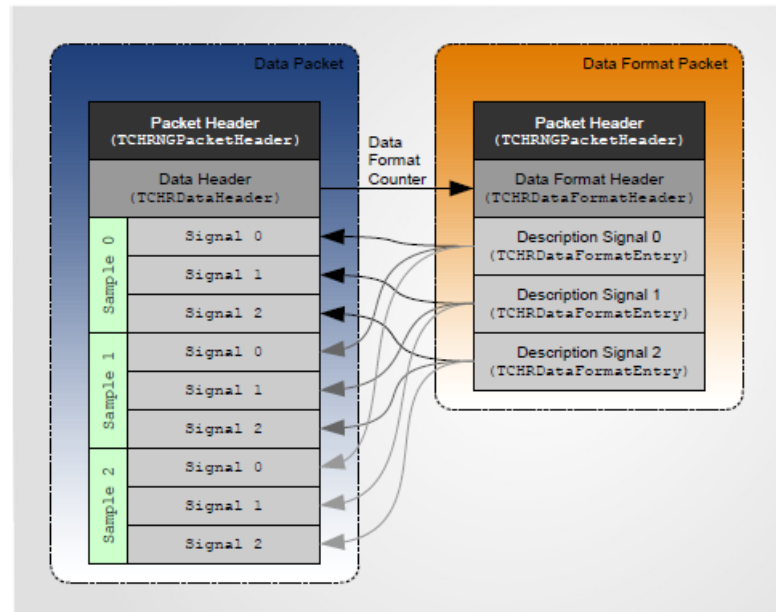 Data Packet
Packet Header
(TCHRNGPacketHeader)
Data Header
(TCHRDataHeader)
Sample 0
Signal 0
Signal 1
Signal 2
Sample 1
Signal 0
Signal 1
Signal 2
Sample 2
Signal 0
Signal 1
Signal 2
Data
Format
Counter
Data Format Packet
Packet Header
(TCHRNGPacketHeader)
Data Format Header
(TCHRDataFormatHeader)
Description Signal 0
(TCHRDataFormatEntry)
Description Signal 1
(TCHRDataFormatEntry)
Description Signal 2
(TCHRDataFormatEntry)